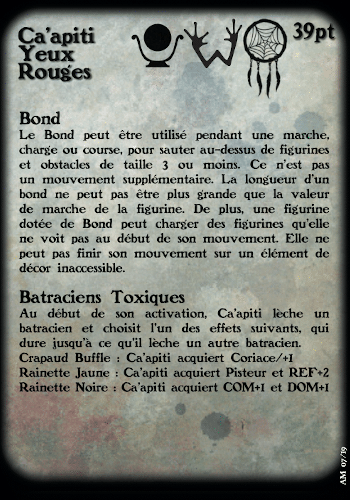 Ca'apiti
Yeux
Rouges
39pt
Bond
Le Bond peut être utilisé pendant une marche,
charge ou course, pour sauter au-dessus de figurines
et obstacles de taille 3 ou moins. Ce n'est pas
un mouvement supplémentaire. La longueur d'un
bond ne peut pas être plus grande que la valeur
de marche de la figurine. De plus, une figurine
dotée de Bond peut charger des figurines qu'elle
ne voit pas au début de son mouvement. Elle ne
peut pas finir son mouvement sur un élément de
décor inaccessible.
Batraciens Toxiques
Au début de son activation, Ca'apiti lèche un
batracien et choisit l'un des effets suivants, qui
dure jusqu'à ce qu'il lèche un autre batracien.
Crapaud Buffle : Ca'apiti acquiert Coriace/+1
Rainette Jaune : Ca'apiti acquiert Pisteur et REF+2
Rainette Noire : Ca'apiti acquiert COM+1 et DOM+1
AM 07/39